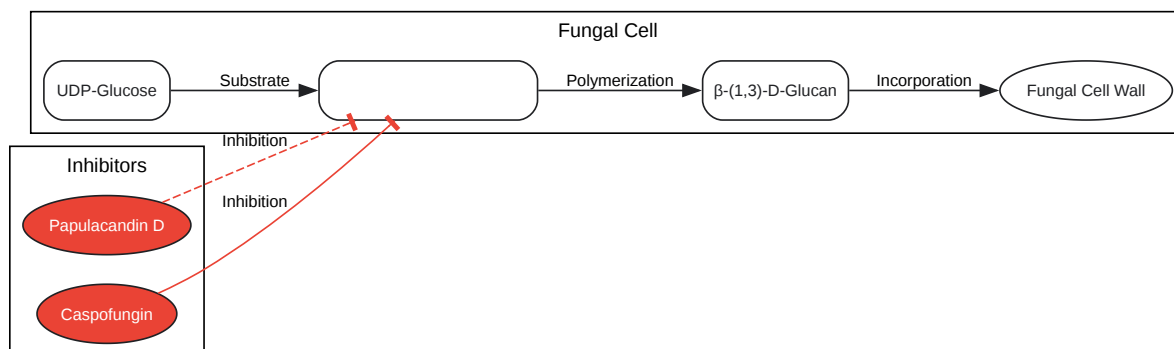 Fungal Cell
UDP-Glucose
Substrate
Polymerization
β-(1,3)-D-Glucan
Incorporation
Fungal Cell Wall
Inhibition
Inhibitors
Inhibition
Papulacandin D
Caspofungin